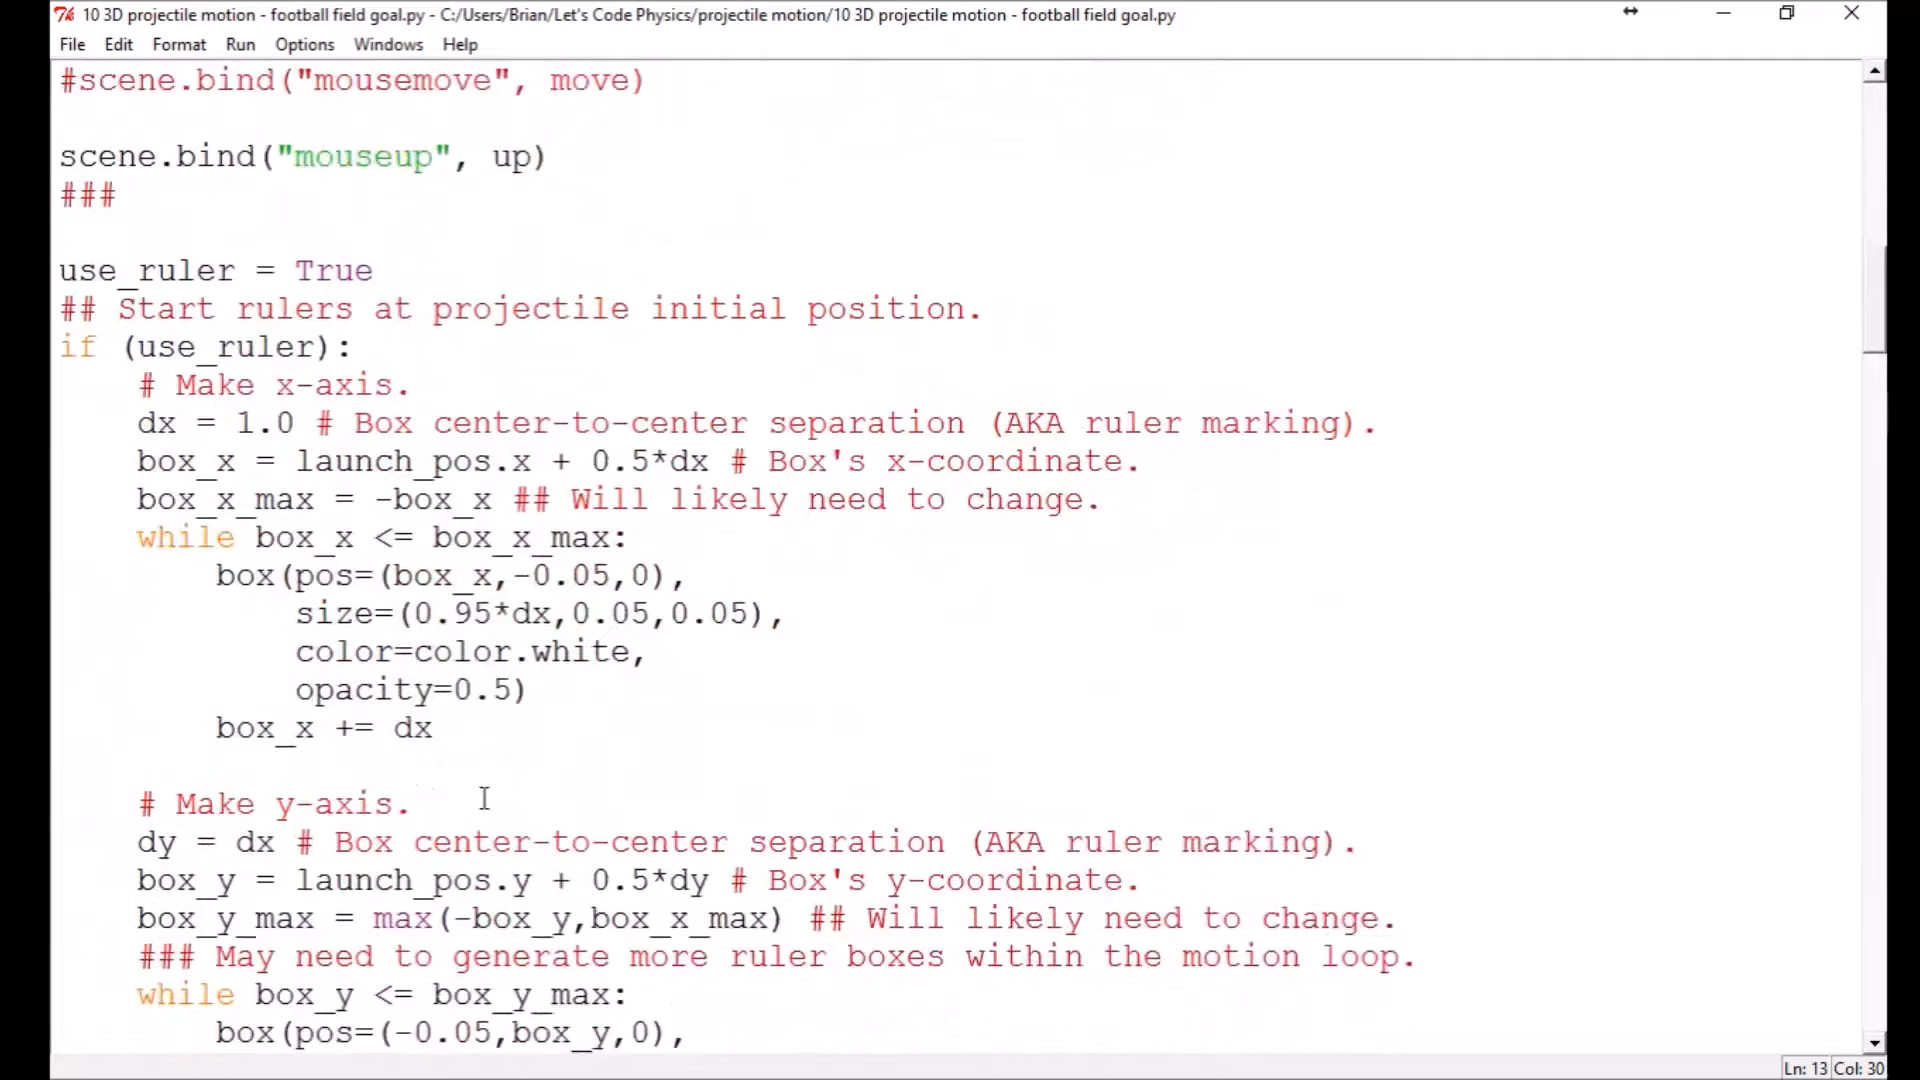 10 3D projectile motion - football field goal.py - C:/Users/Brian/Let's Code Physics/projectile motion/10 3D projectile motion - football field goal.py
File Edit Format Run Options Windows Help
#scene.bind("mousemove", move)
scene.bind("mouseup", up)
###
use_ruler = True
## Start rulers at projectile initial position.
if (use_ruler):
# Make x-axis.
dx = 1.0 # Box center-to-center separation (AKA ruler marking).
box_x = launch_pos.x + 0.5*dx # Box's x-coordinate.
box_x_max = -box_x ## Will likely need to change.
while box_x <= box_x_max:
box(pos=(box_x,-0.05,0),
size=(0.95*dx,0.05,0.05),
color=color.white,
opacity=0.5)
box_x += dx
# Make y-axis.
dy = dx # Box center-to-center separation (AKA ruler marking).
box_y = launch_pos.y + 0.5*dy # Box's y-coordinate.
box_y_max = max(-box_y,box_x_max) ## Will likely need to change.
### May need to generate more ruler boxes within the motion loop.
while box_y <= box_y_max:
box(pos=(-0.05,box_y,0),
Ln: 13 Col: 30